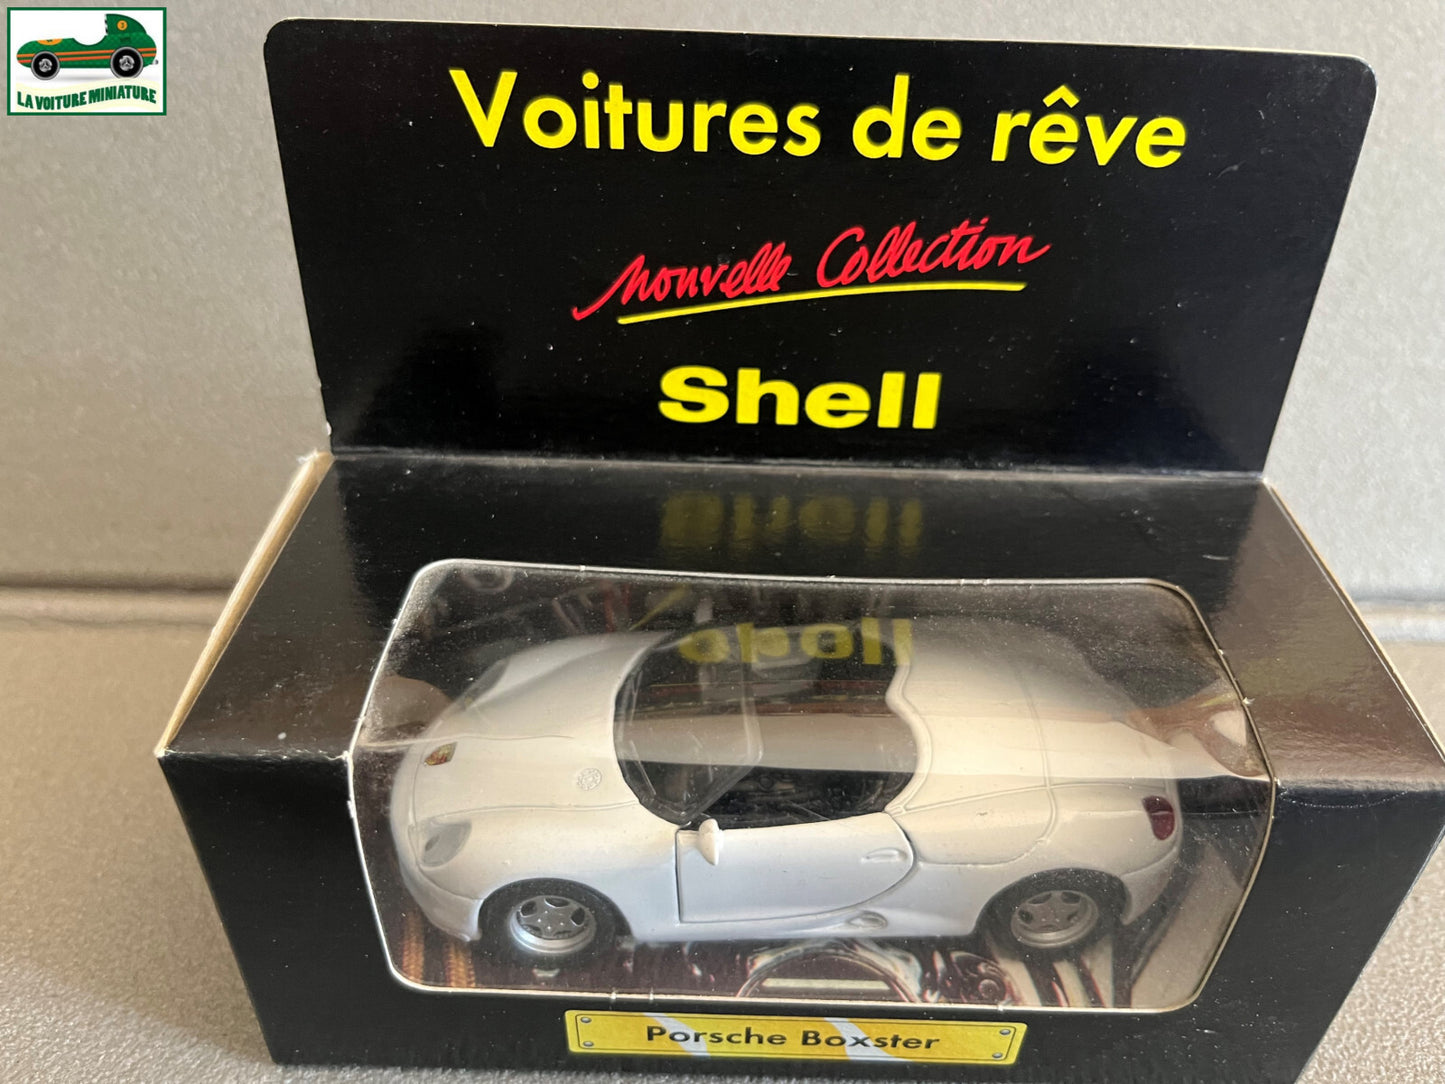 LA VOITURE MINIATURE
Voitures de rêve
nouvelle Collection
Shell
Porsche Boxster